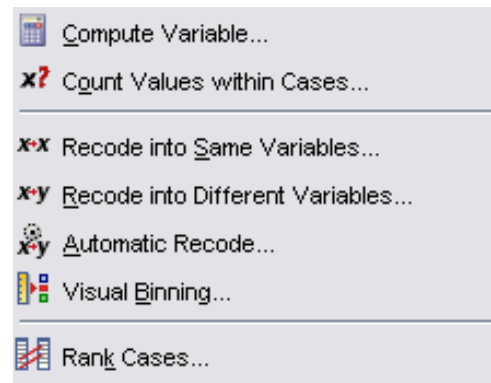 Compute Variable...
x? Count Values within Cases...
x+x Recode into Same Variables...
x+y Recode into Different Variables...
x+y Automatic Recode...
Visual Binning...
Rank Cases...